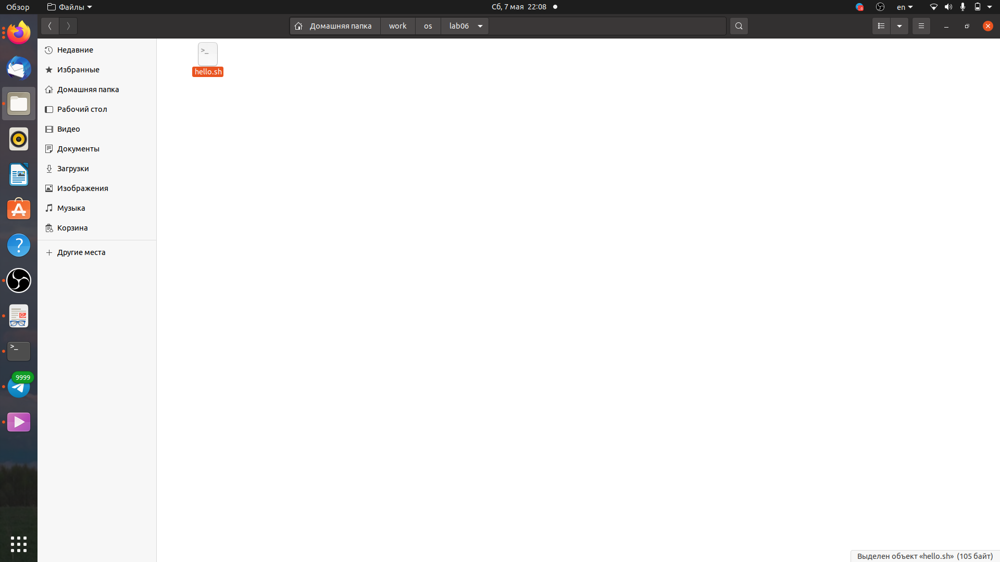 Обзор
Файлы
Сб, 7 мая 22:08
en
Домашняя папка
work
os
lab06
Недавние
Избранные
Домашняя папка
Рабочий стол
Видео
Документы
Загрузки
Изображения
Музыка
Корзина
Другие места
>_
hello.sh
>_
9999
Выделен объект «hello.sh» (105 байт)